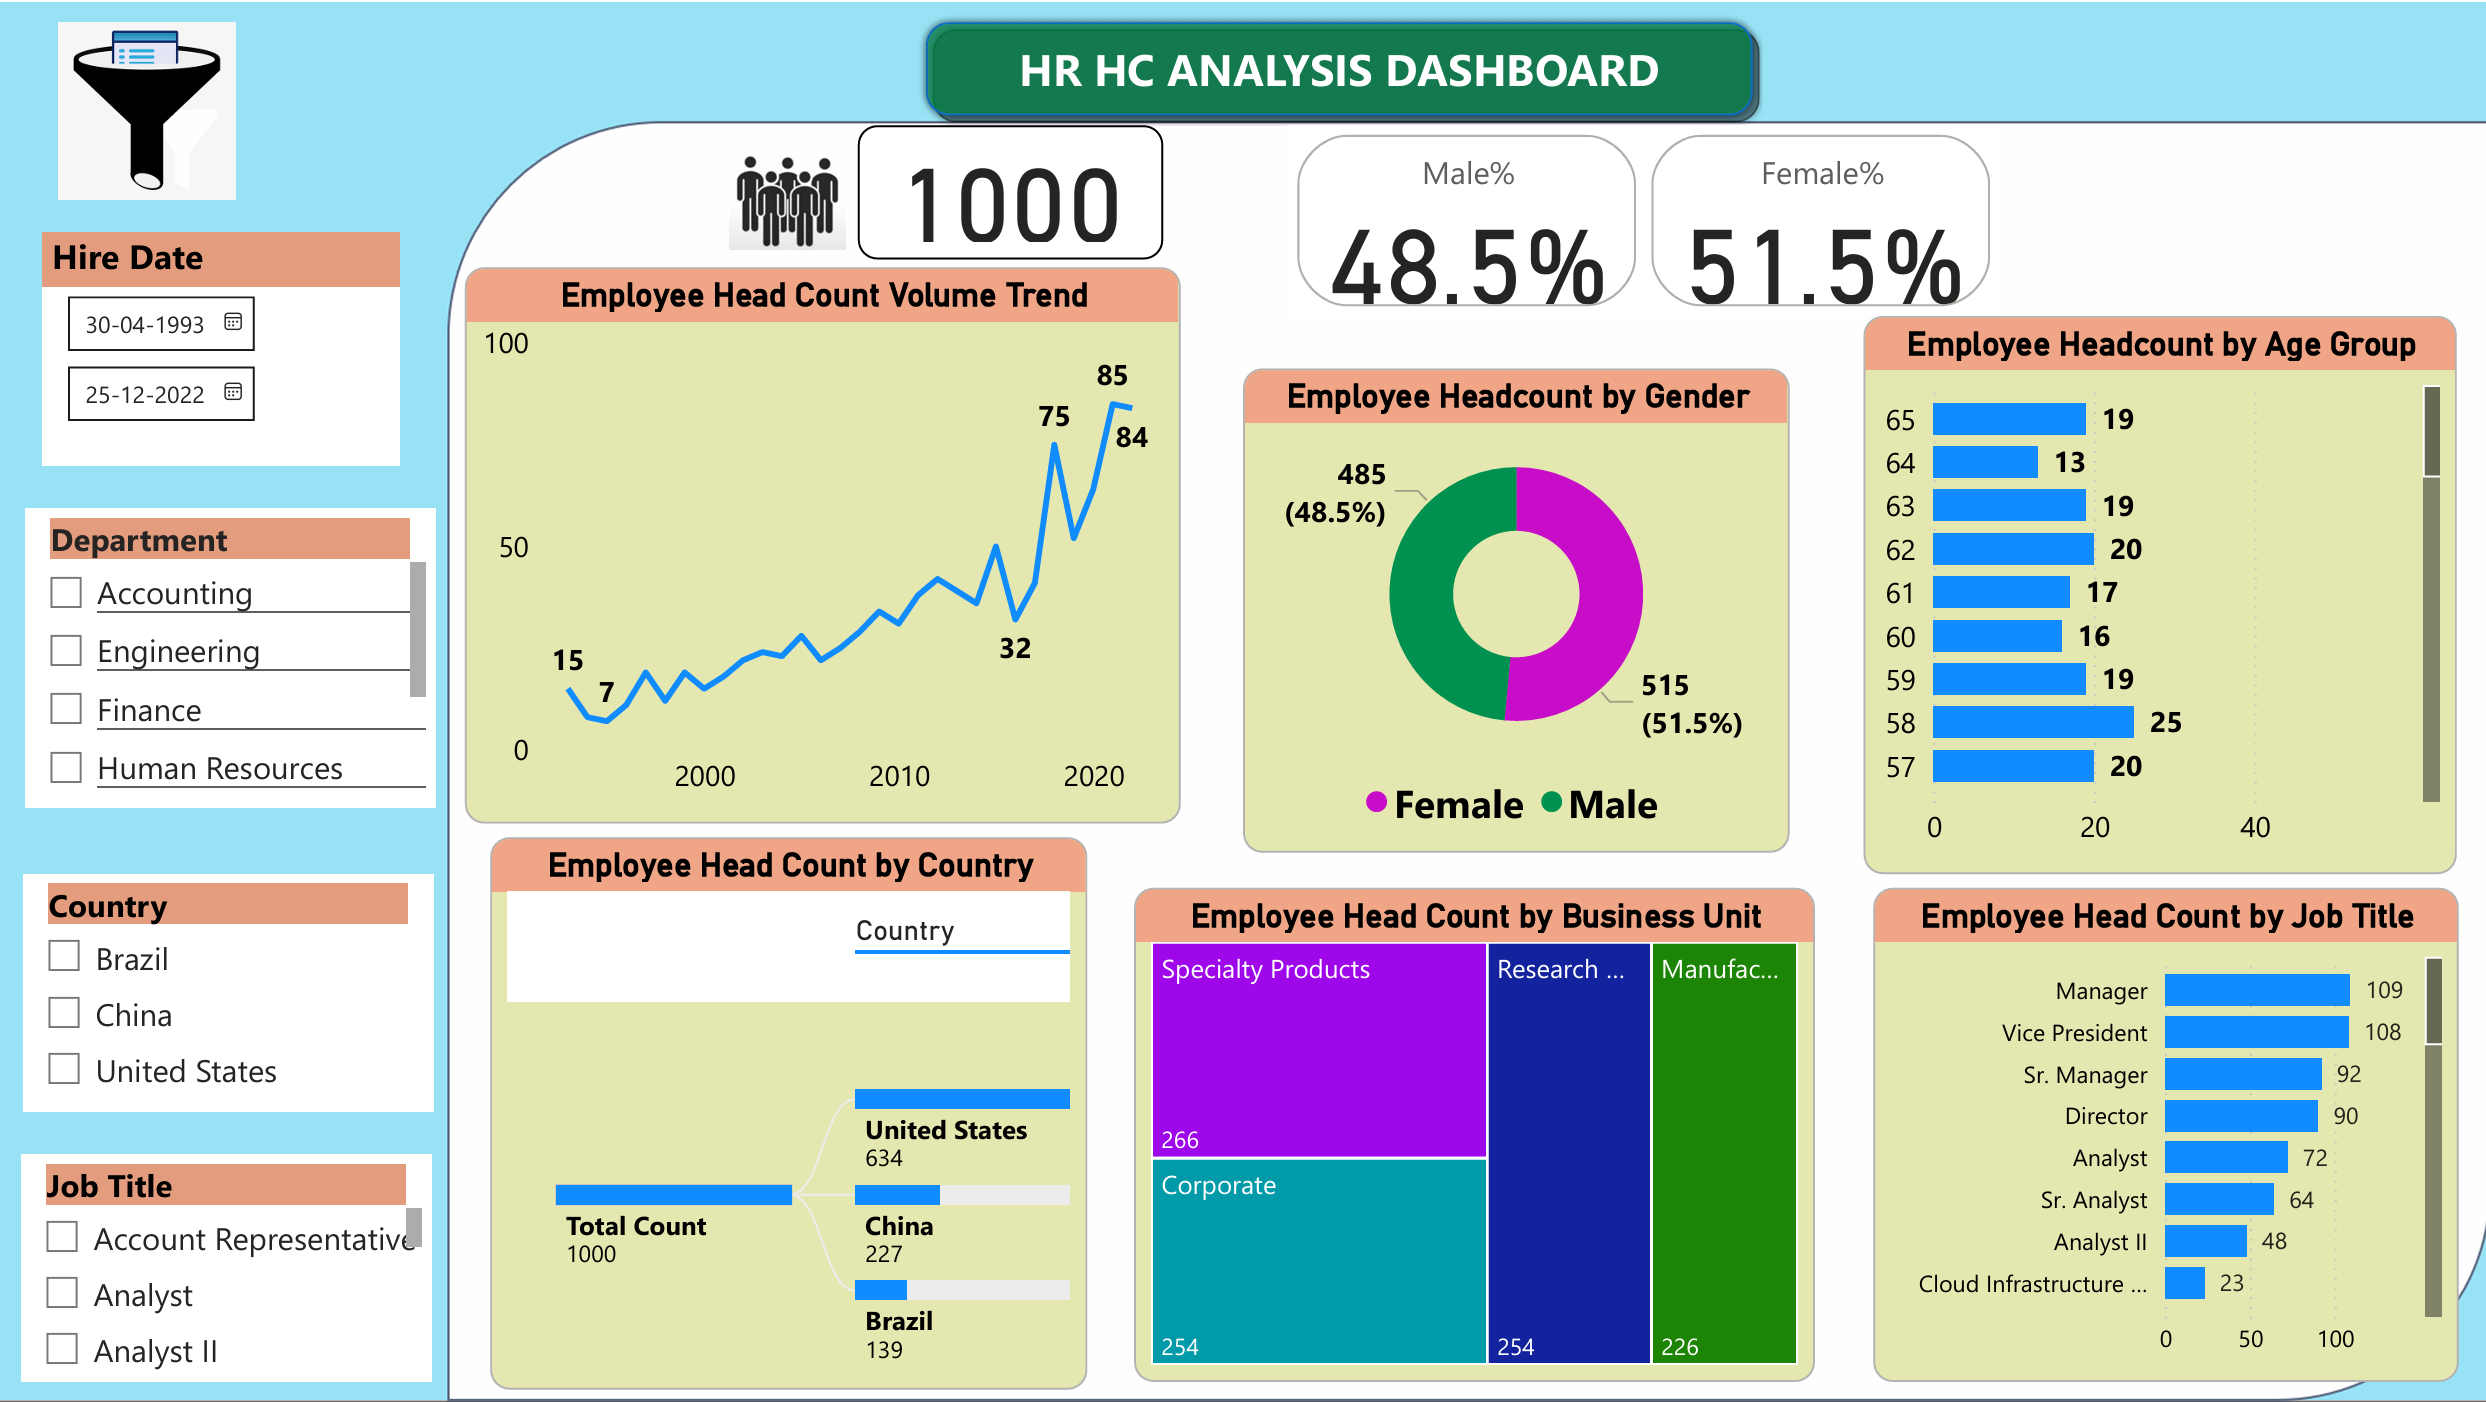 HR HC ANALYSIS DASHBOARD
1000
Male%
48.5%
Female%
51.5%
Hire Date
30-04-1993
25-12-2022
Department
Accounting
Engineering
Finance
Human Resources
Country
Brazil
China
United States
Job Title
Account Representative
Analyst
Analyst II
Employee Head Count Volume Trend
100
50
0
15
7
32
75
85
84
2000 2010 2020
Employee Headcount by Gender
485
(48.5%)
515
(51.5%)
Female Male
Employee Headcount by Age Group
65 19
64 13
63 19
62 20
61 17
60 16
59 19
58 25
57 20
0 20 40
Employee Head Count by Country
Country
United States
634
Total Count
1000
China
227
Brazil
139
Employee Head Count by Business Unit
Specialty Products
266
Corporate
254
Research ...
254
Manufac...
226
Employee Head Count by Job Title
Manager 109
Vice President 108
Sr. Manager 92
Director 90
Analyst 72
Sr. Analyst 64
Analyst II 48
Cloud Infrastructure ... 23
0 50 100